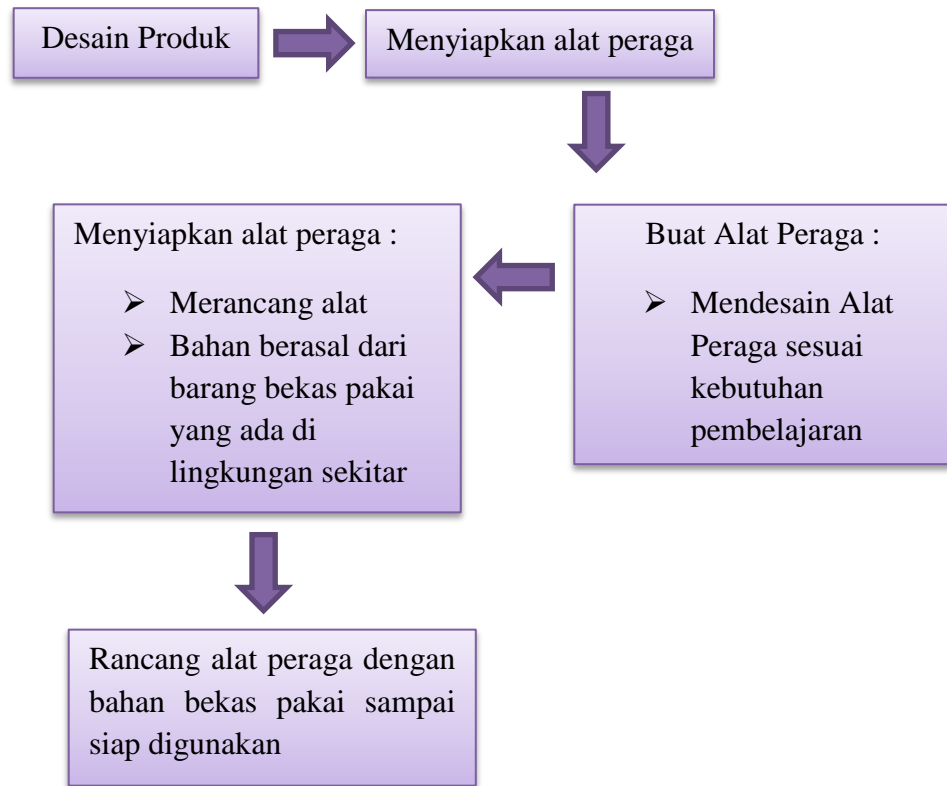 Desain Produk
Menyiapkan alat peraga
Buat Alat Peraga :
➢ Mendesain Alat
Peraga sesuai
kebutuhan
pembelajaran
Menyiapkan alat peraga :
➢ Merancang alat
➢ Bahan berasal dari
barang bekas pakai
yang ada di
lingkungan sekitar
Rancang alat peraga dengan
bahan bekas pakai sampai
siap digunakan